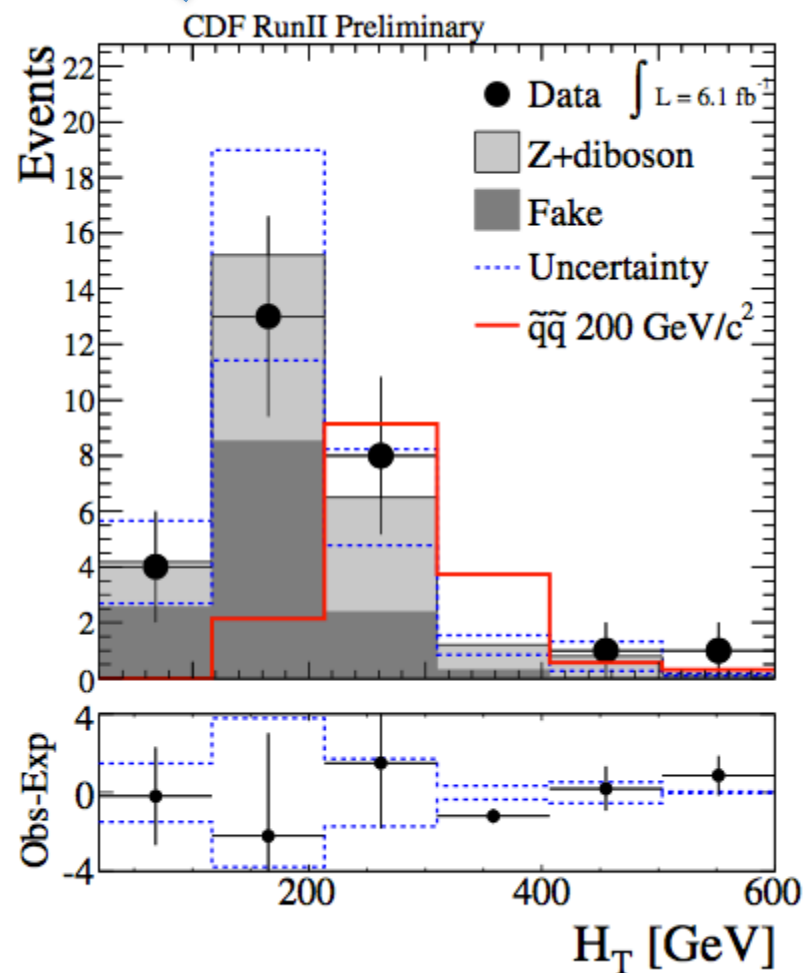 CDF RunII Preliminary
Events
22
20
18
16
14
12
10
8
6
4
2
0
Data ∫ L = 6.1 fb⁻¹
Z+diboson
Fake
Uncertainty
q̃q̃ 200 GeV/c²
Obs-Exp
4
0
-4
200
400
600
H_T [GeV]